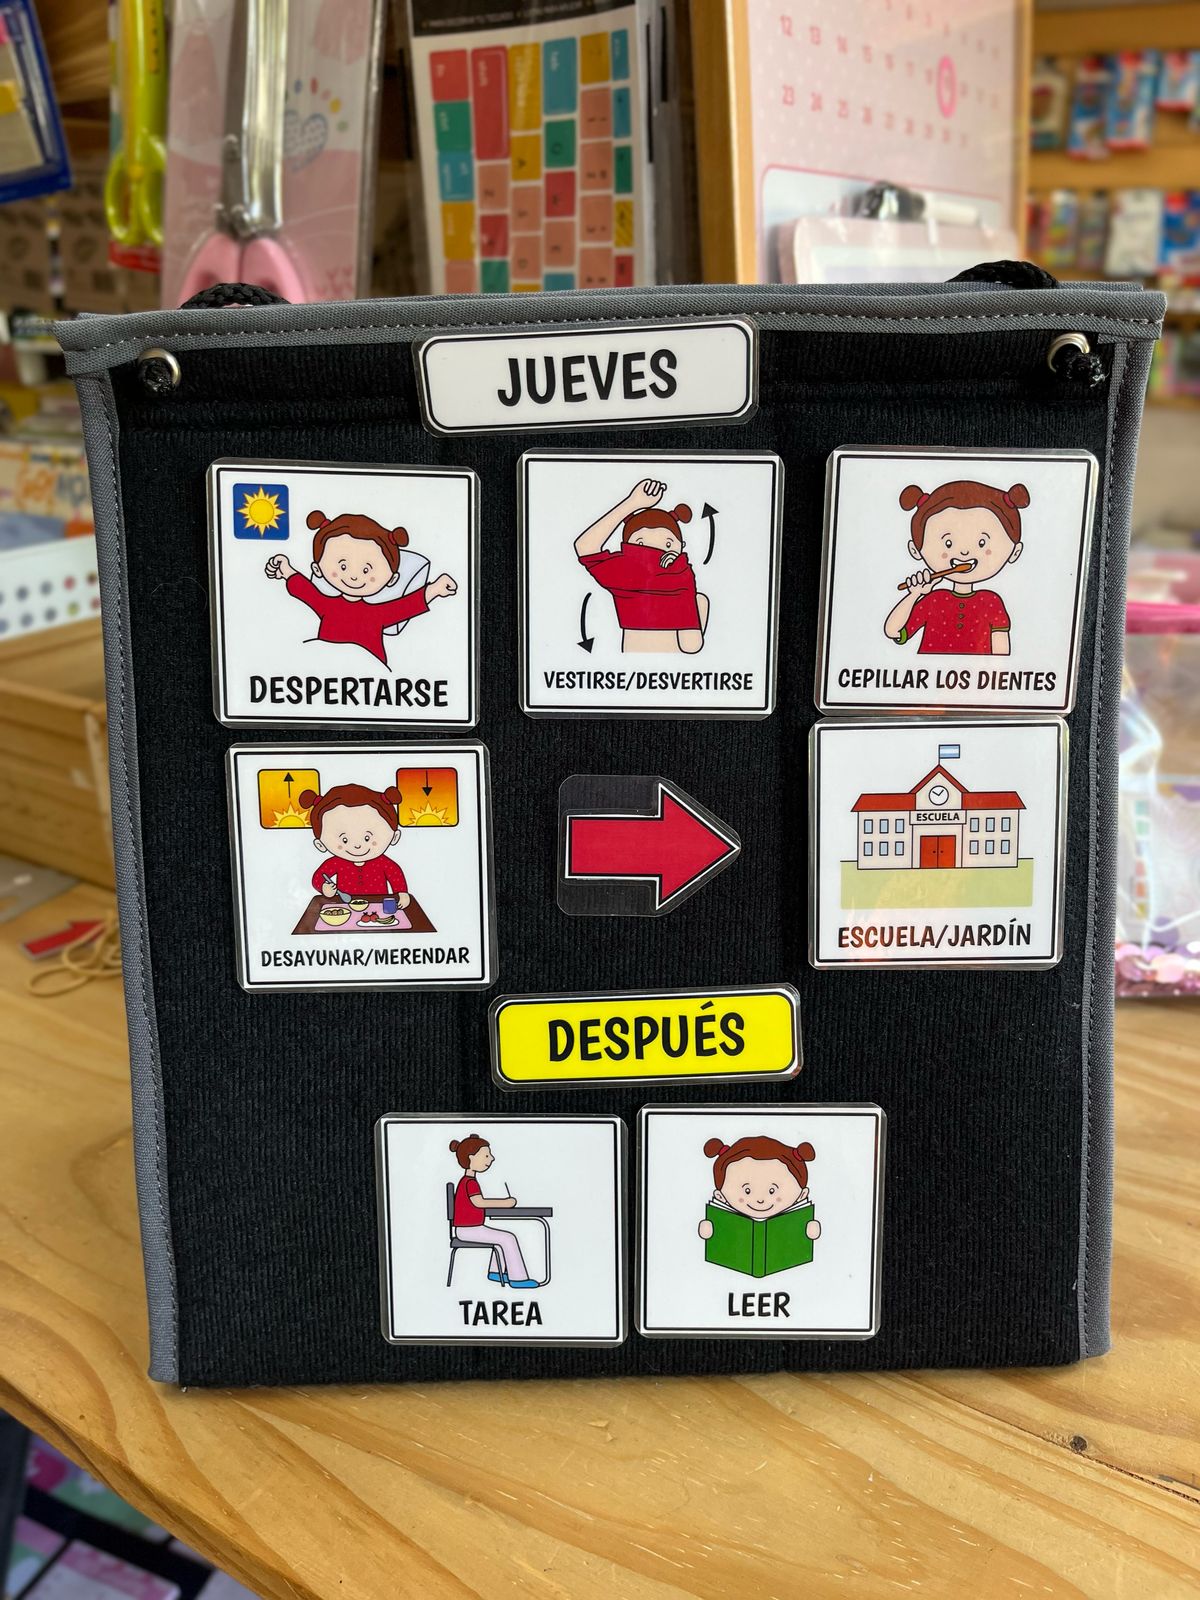 JUEVES
DESPERTARSE
VESTIRSE/DESVERTIRSE
CEPILLAR LOS DIENTES
DESAYUNAR/MERENDAR
ESCUELA
ESCUELA/JARDÍN
DESPUÉS
TAREA
LEER